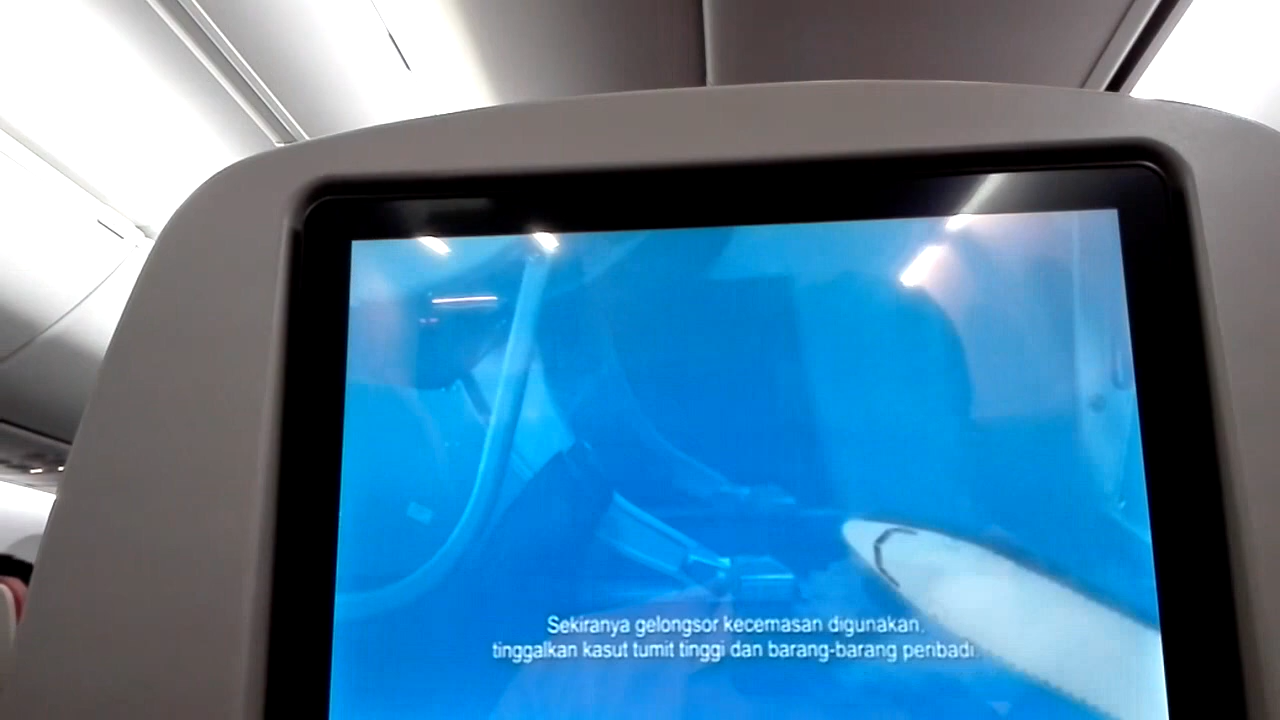 Sekiranya gelongsor kecemasan digunakan,
tinggalkan kasut tumit tinggi dan barang-barang peribadi.